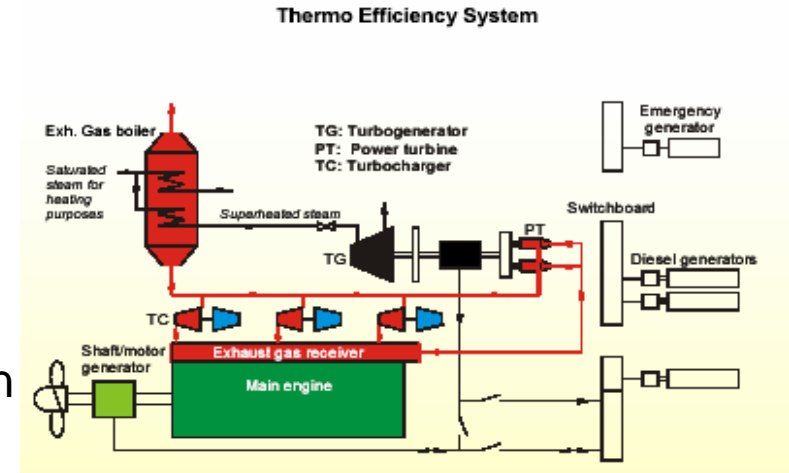 Thermo Efficiency System
Exh. Gas boiler
TG: Turbogenerator
PT: Power turbine
TC: Turbocharger
Emergency
generator
Saturated
steam for
heating
purposes
Superheated steam
Switchboard
PT
TG
Diesel generators
TC
Shaft/motor
generator
Exhaust gas receiver
Main engine
n